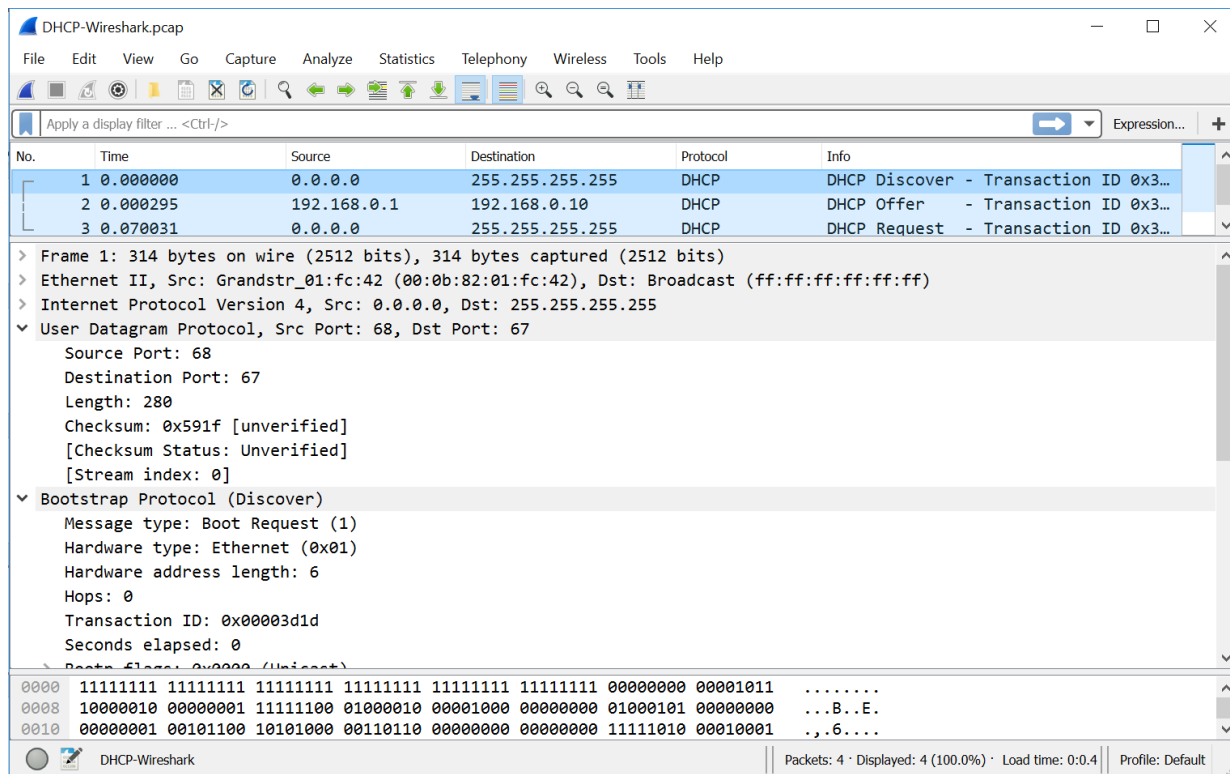 DHCP-Wireshark.pcap
File Edit View Go Capture Analyze Statistics Telephony Wireless Tools Help
Apply a display filter ... <Ctrl-/> Expression... +
No. Time Source Destination Protocol Info
1 0.000000 0.0.0.0 255.255.255.255 DHCP DHCP Discover - Transaction ID 0x3…
2 0.000295 192.168.0.1 192.168.0.10 DHCP DHCP Offer - Transaction ID 0x3…
3 0.070031 0.0.0.0 255.255.255.255 DHCP DHCP Request - Transaction ID 0x3…
Frame 1: 314 bytes on wire (2512 bits), 314 bytes captured (2512 bits)
Ethernet II, Src: Grandstr_01:fc:42 (00:0b:82:01:fc:42), Dst: Broadcast (ff:ff:ff:ff:ff:ff)
Internet Protocol Version 4, Src: 0.0.0.0, Dst: 255.255.255.255
User Datagram Protocol, Src Port: 68, Dst Port: 67
Source Port: 68
Destination Port: 67
Length: 280
Checksum: 0x591f [unverified]
[Checksum Status: Unverified]
[Stream index: 0]
Bootstrap Protocol (Discover)
Message type: Boot Request (1)
Hardware type: Ethernet (0x01)
Hardware address length: 6
Hops: 0
Transaction ID: 0x00003d1d
Seconds elapsed: 0
Bootp flags: 0x0000 (Unicast)
0000 11111111 11111111 11111111 11111111 11111111 11111111 00000000 00001011 ........
0008 10000010 00000001 11111100 01000010 00001000 00000000 01000101 00000000 ...B..E.
0010 00000001 00101100 10101000 00110110 00000000 00000000 11111010 00010001 .,.6....
DHCP-Wireshark Packets: 4 · Displayed: 4 (100.0%) · Load time: 0:0.4 Profile: Default